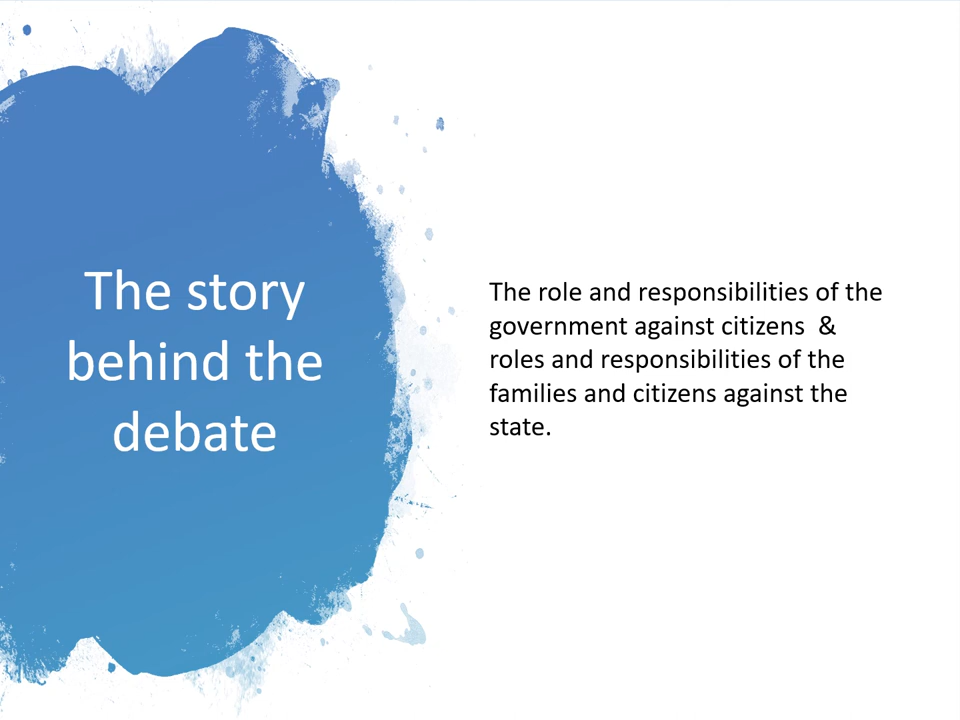 The story
behind the
debate
The role and responsibilities of the
government against citizens  &
roles and responsibilities of the
families and citizens against the
state.